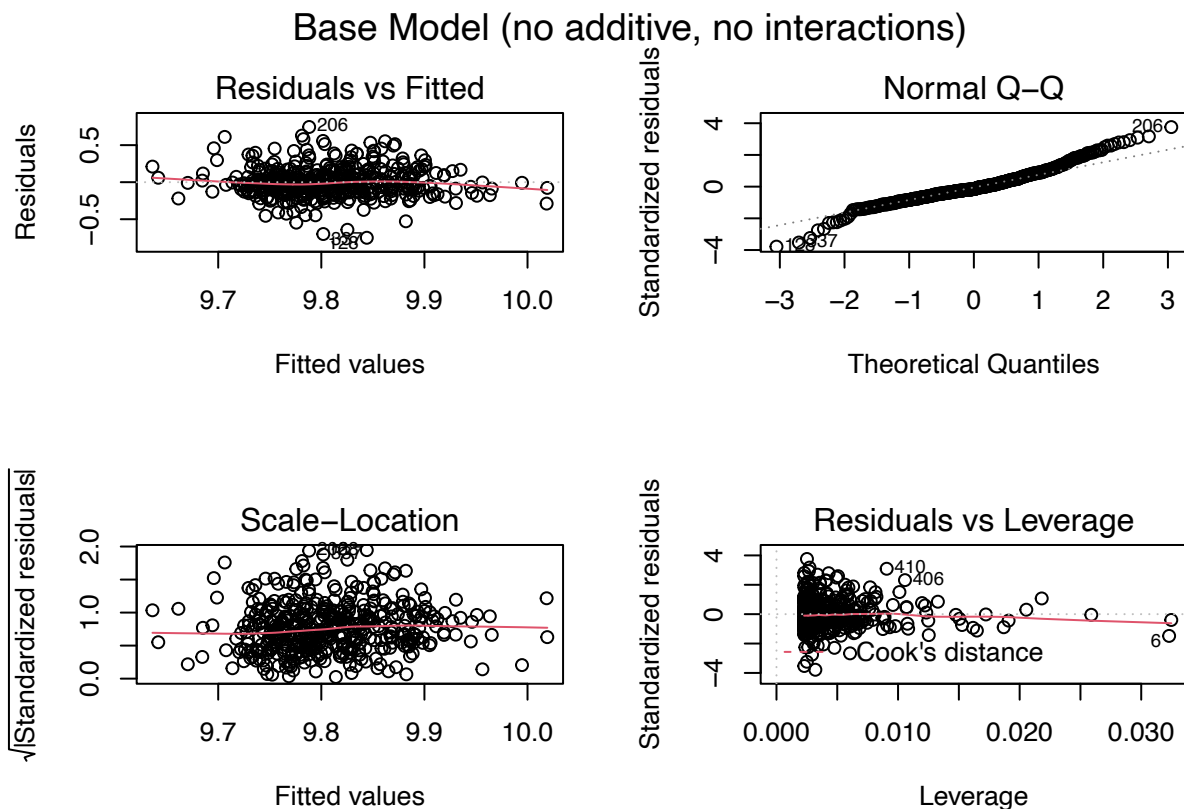 Base Model (no additive, no interactions)
Residuals vs Fitted
Residuals
0.5
−0.5
206
9.7 9.8 9.9 10.0
Fitted values
Normal Q−Q
Standardized residuals
4
0
−4
206
−3 −2 −1 0 1 2 3
Theoretical Quantiles
Scale−Location
√|Standardized residuals|
2.0
1.0
0.0
9.7 9.8 9.9 10.0
Fitted values
Residuals vs Leverage
Standardized residuals
4
0
−4
410
406
6
Cook's distance
0.000 0.010 0.020 0.030
Leverage